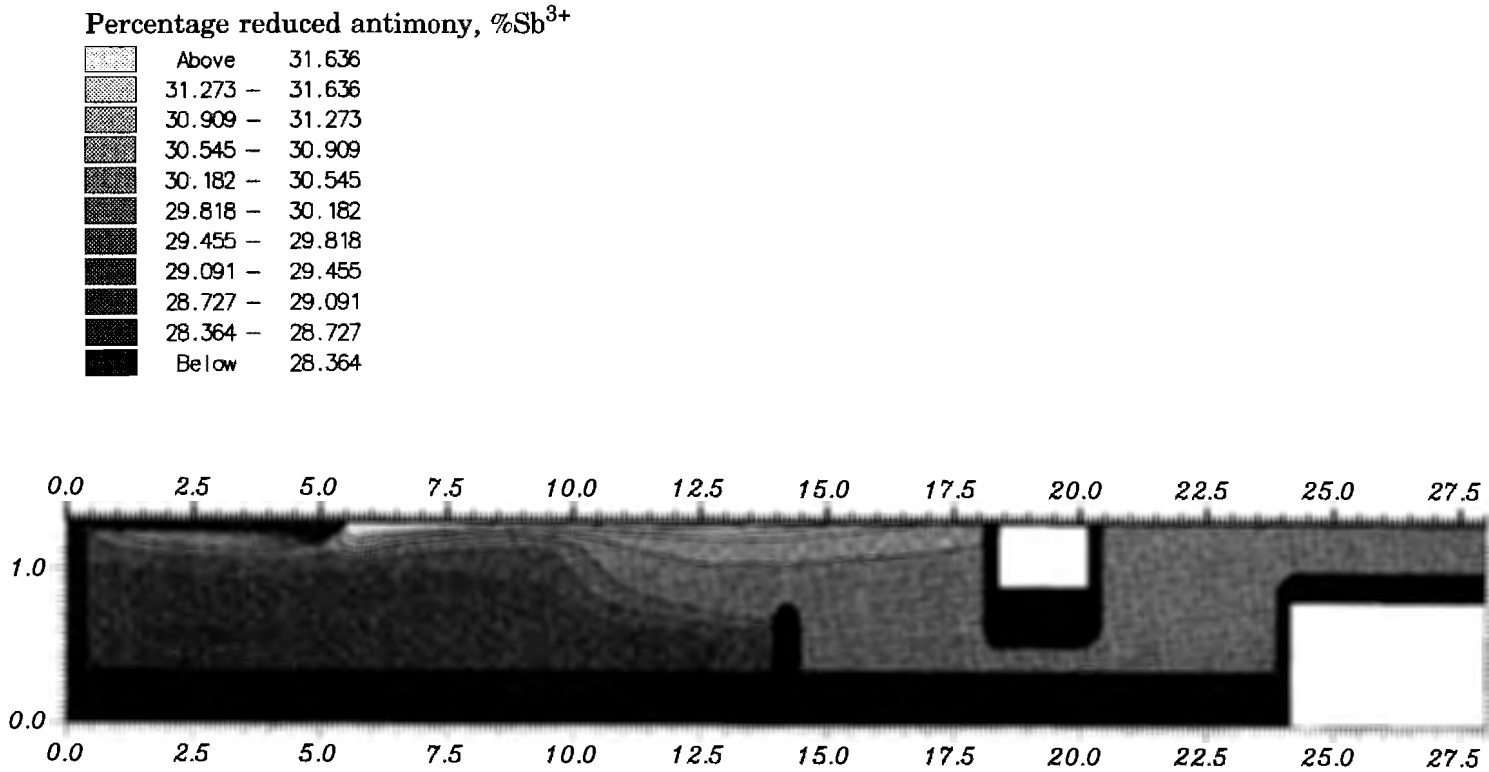 Percentage reduced antimony, %Sb³⁺
Above 31.636
31.273 – 31.636
30.909 – 31.273
30.545 – 30.909
30.182 – 30.545
29.818 – 30.182
29.455 – 29.818
29.091 – 29.455
28.727 – 29.091
28.364 – 28.727
Below 28.364
0.0 2.5 5.0 7.5 10.0 12.5 15.0 17.5 20.0 22.5 25.0 27.5
1.0
0.0
0.0 2.5 5.0 7.5 10.0 12.5 15.0 17.5 20.0 22.5 25.0 27.5